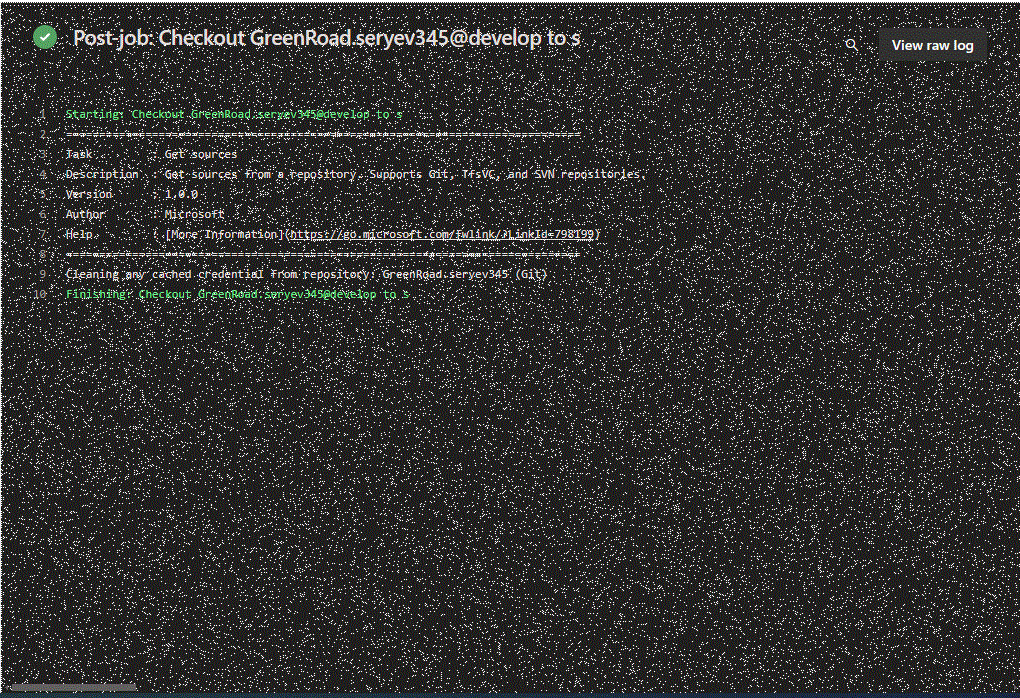 Post-job: Checkout GreenRoad.seryev345@develop to s
View raw log
1 Starting: Checkout GreenRoad.seryev345@develop to s
2 ==============================================================================
3 Task : Get sources
4 Description : Get sources from a repository. Supports Git, TfsVC, and SVN repositories.
5 Version : 1.0.0
6 Author : Microsoft
7 Help : [More Information](https://go.microsoft.com/fwlink/?LinkId=798199)
8 ==============================================================================
9 Cleaning any cached credential from repository: GreenRoad.seryev345 (Git)
10 Finishing: Checkout GreenRoad.seryev345@develop to s